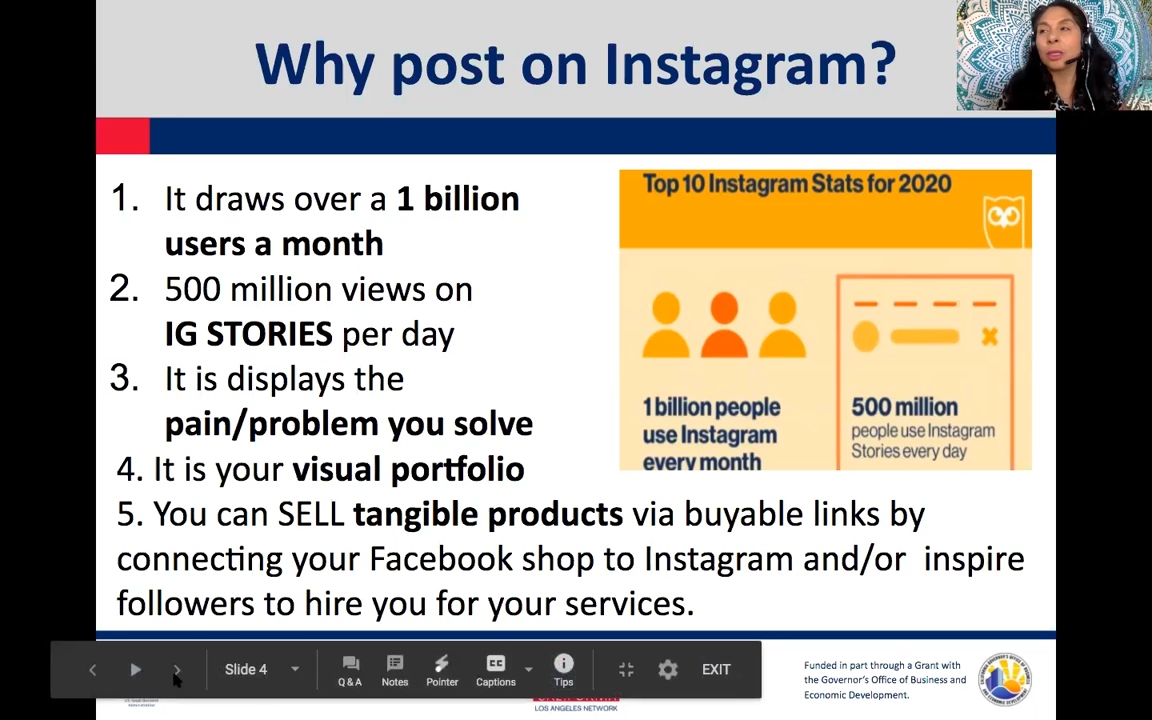 Why post on Instagram?
1. It draws over a 1 billion
users a month
2. 500 million views on
IG STORIES per day
3. It is displays the
pain/problem you solve
4. It is your visual portfolio
5. You can SELL tangible products via buyable links by
connecting your Facebook shop to Instagram and/or inspire
followers to hire you for your services.
Top 10 Instagram Stats for 2020
1 billion people
use Instagram
every month
500 million
people use Instagram
Stories every day
Slide 4
Q & A
Notes
Pointer
CC
Captions
Tips
EXIT
LOS ANGELES NETWORK
Funded in part through a Grant with
the Governor's Office of Business and
Economic Development.